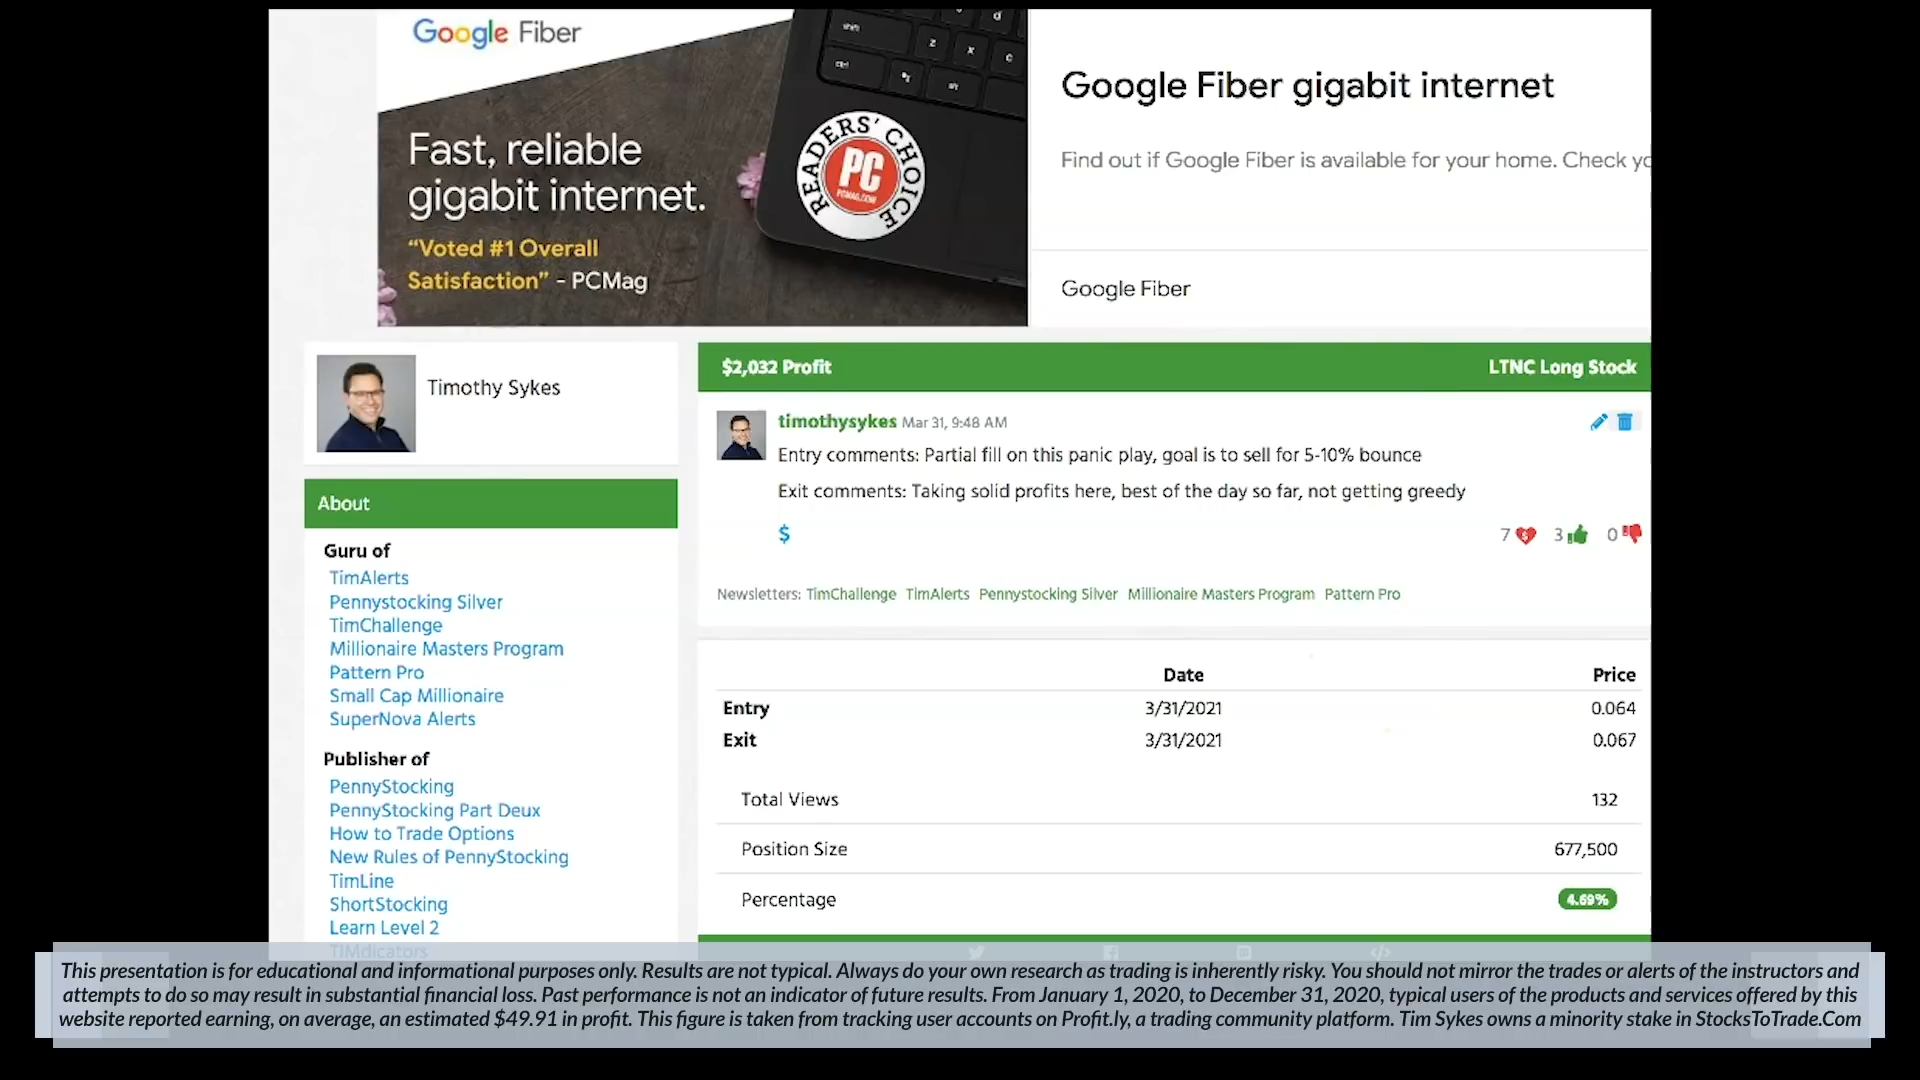 Google Fiber
Fast, reliable
gigabit internet.
“Voted #1 Overall
Satisfaction” - PCMag
shift
ctrl
z
x
c
d
alt
READERS' CHOICE
PC
PCMAG.COM
Google Fiber gigabit internet
Find out if Google Fiber is available for your home. Check yo
Google Fiber
Timothy Sykes
About
Guru of
TimAlerts
Pennystocking Silver
TimChallenge
Millionaire Masters Program
Pattern Pro
Small Cap Millionaire
SuperNova Alerts
Publisher of
PennyStocking
PennyStocking Part Deux
How to Trade Options
New Rules of PennyStocking
TimLine
ShortStocking
Learn Level 2
TIMdicators
$2,032 Profit LTNC Long Stock
timothysykes Mar 31, 9:48 AM
Entry comments: Partial fill on this panic play, goal is to sell for 5-10% bounce
Exit comments: Taking solid profits here, best of the day so far, not getting greedy
$ 7 3 0
Newsletters: TimChallenge TimAlerts Pennystocking Silver Millionaire Masters Program Pattern Pro
Date Price
Entry 3/31/2021 0.064
Exit 3/31/2021 0.067
Total Views 132
Position Size 677,500
Percentage 4.69%
This presentation is for educational and informational purposes only. Results are not typical. Always do your own research as trading is inherently risky. You should not mirror the trades or alerts of the instructors and
attempts to do so may result in substantial financial loss. Past performance is not an indicator of future results. From January 1, 2020, to December 31, 2020, typical users of the products and services offered by this
website reported earning, on average, an estimated $49.91 in profit. This figure is taken from tracking user accounts on Profit.ly, a trading community platform. Tim Sykes owns a minority stake in StocksToTrade.Com